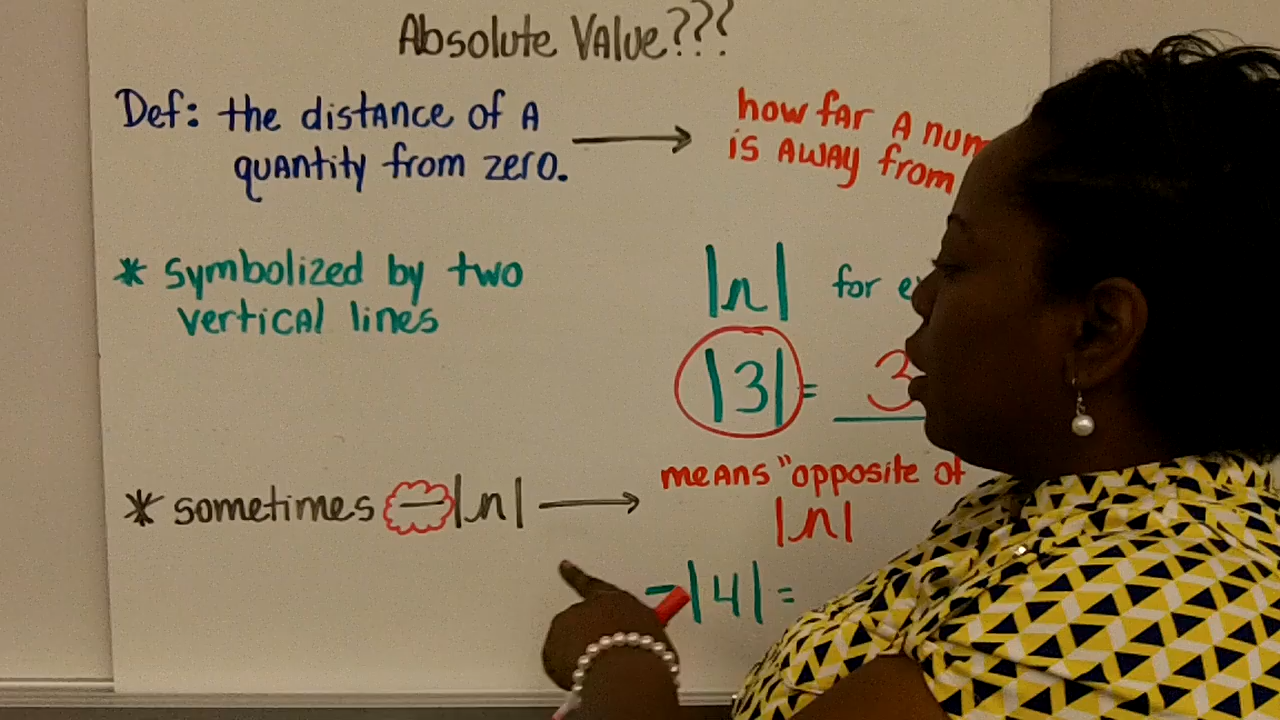 Absolute Value???
Def: the distance of a
quantity from zero.
how far a
is away from
* Symbolized by two
vertical lines
|n| for
|3| = 3
* sometimes -|n|
means "opposite of
|n|
-|4| =